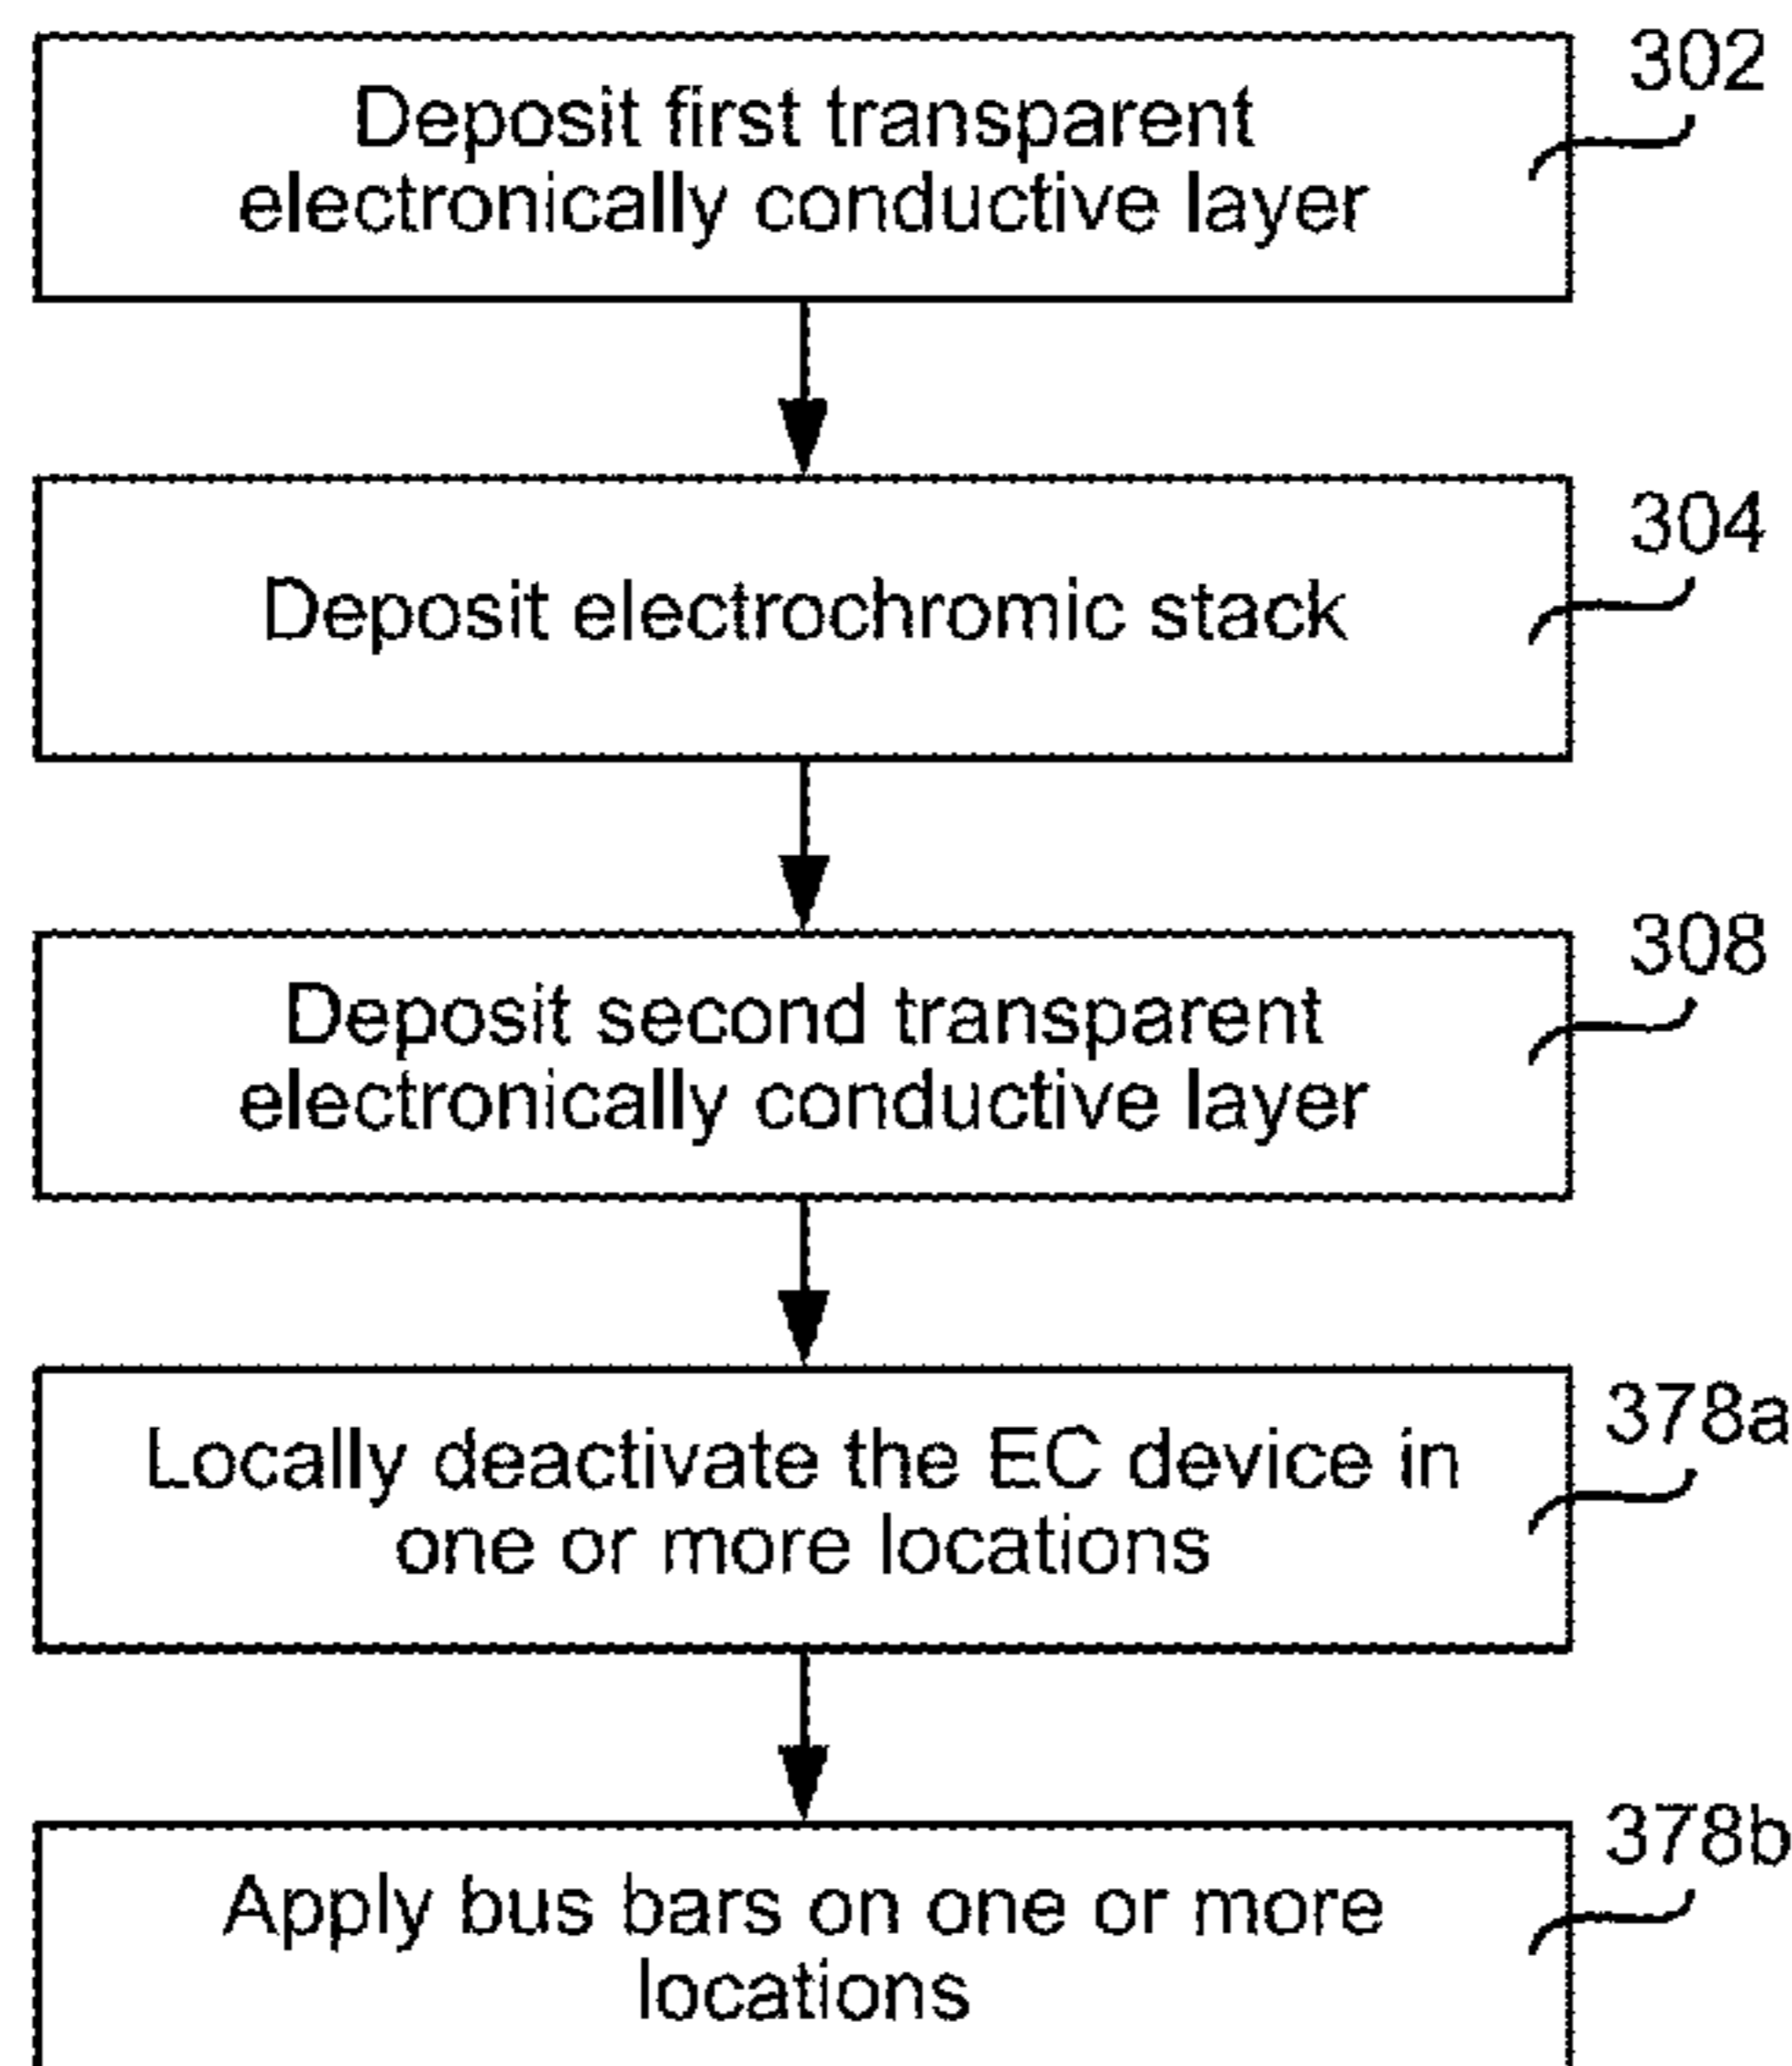 302
Deposit first transparent
electronically conductive layer
304
Deposit electrochromic stack
308
Deposit second transparent
electronically conductive layer
378a
Locally deactivate the EC device in
one or more locations
378b
Apply bus bars on one or more
locations